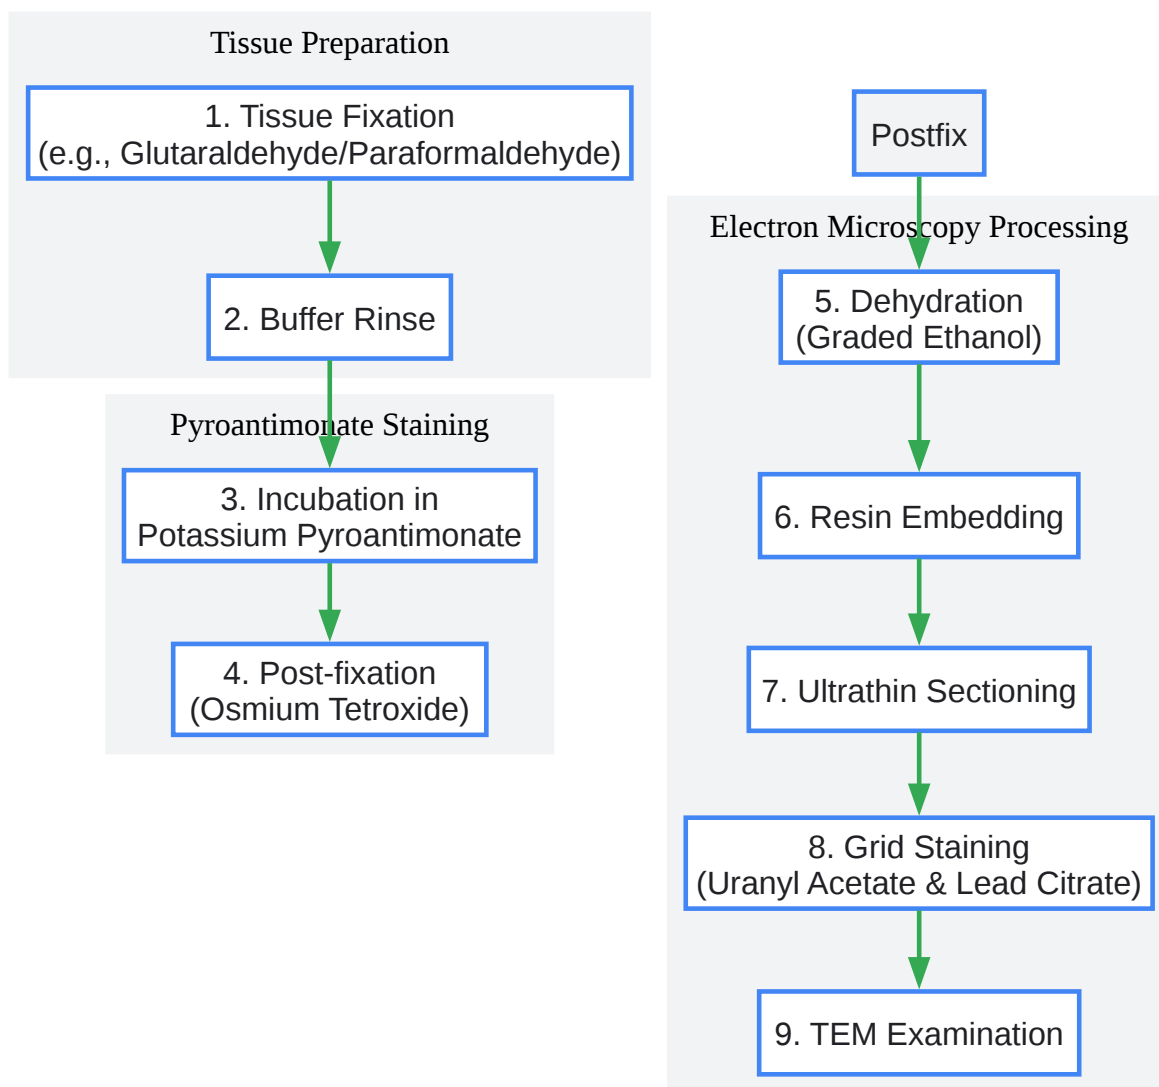 Tissue Preparation
1. Tissue Fixation
(e.g., Glutaraldehyde/Paraformaldehyde)
2. Buffer Rinse
Pyroantimonate Staining
3. Incubation in
Potassium Pyroantimonate
4. Post-fixation
(Osmium Tetroxide)
Postfix
Electron Microscopy Processing
5. Dehydration
(Graded Ethanol)
6. Resin Embedding
7. Ultrathin Sectioning
8. Grid Staining
(Uranyl Acetate & Lead Citrate)
9. TEM Examination